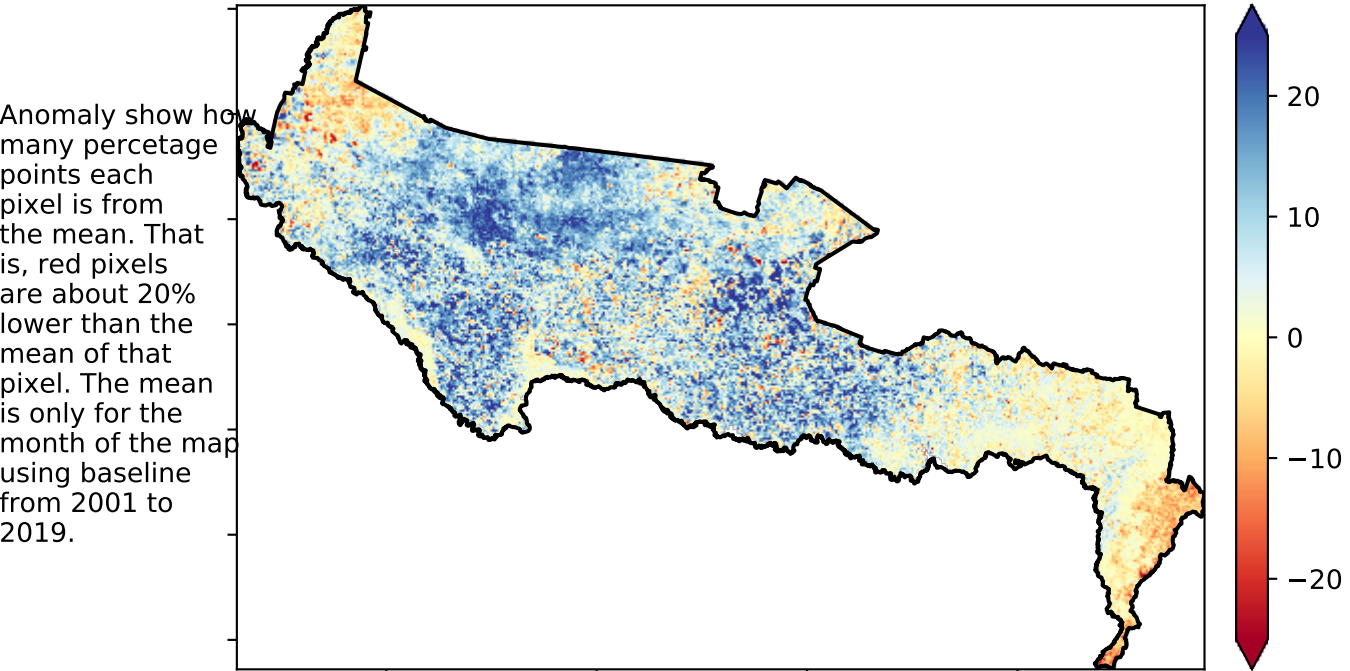 Anomaly show how
many percetage
points each
pixel is from
the mean. That
is, red pixels
are about 20%
lower than the
mean of that
pixel. The mean
is only for the
month of the map
using baseline
from 2001 to
2019.
20
10
0
−10
−20